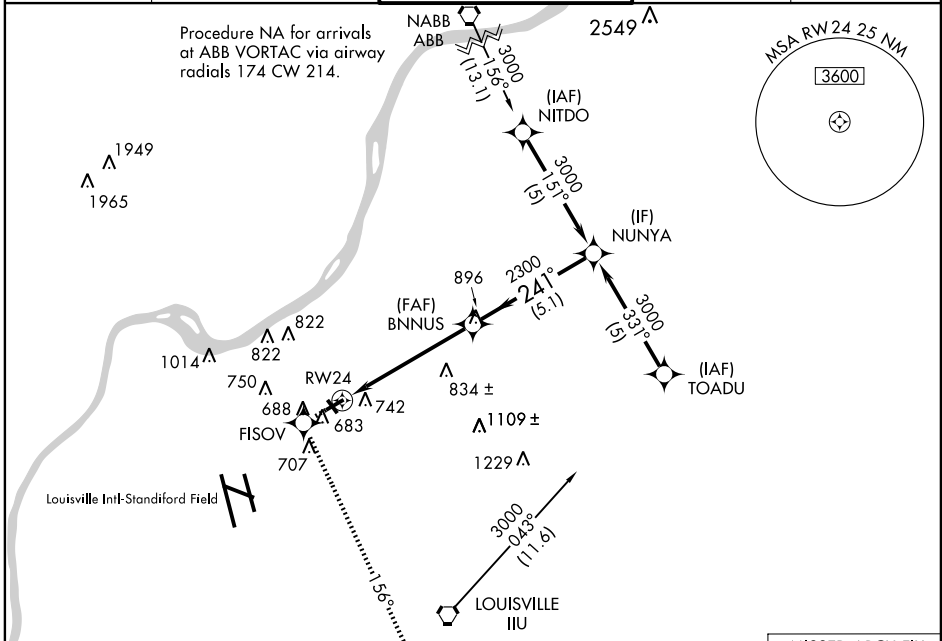 Procedure NA for arrivals
at ABB VORTAC via airway
radials 174 CW 214.
NABB
ABB
2549
MSA RW 24 25 NM
3600
3000
156°
(13.1)
(IAF)
NITDO
1949
1965
3000
151°
(5)
(IF)
NUNYA
896
2300
241°
(5.1)
(FAF)
BNNUS
3000
331°
(5)
(IAF)
TOADU
822
822
1014
750
RW24
834 ±
688
742
683
FISOV
1109 ±
707
1229
Louisville Intl-Standiford Field
3000
043°
(11.6)
156°
LOUISVILLE
IIU